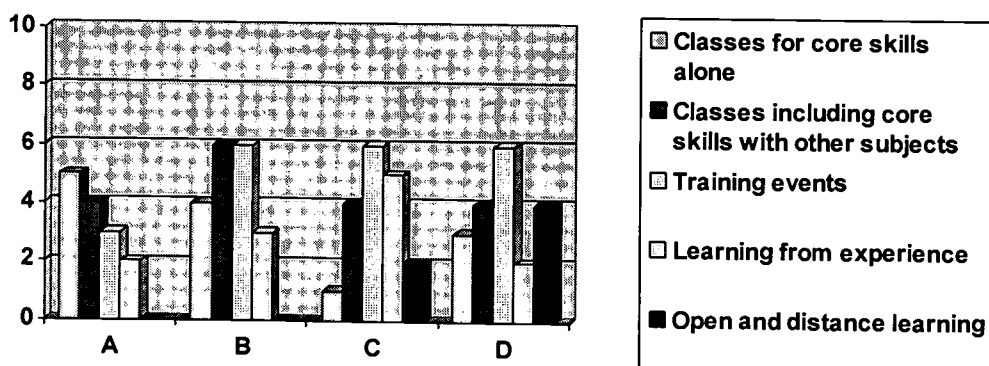 10
8
6
4
2
0
A B C D
Classes for core skills
alone
Classes including core
skills with other subjects
Training events
Learning from experience
Open and distance learning